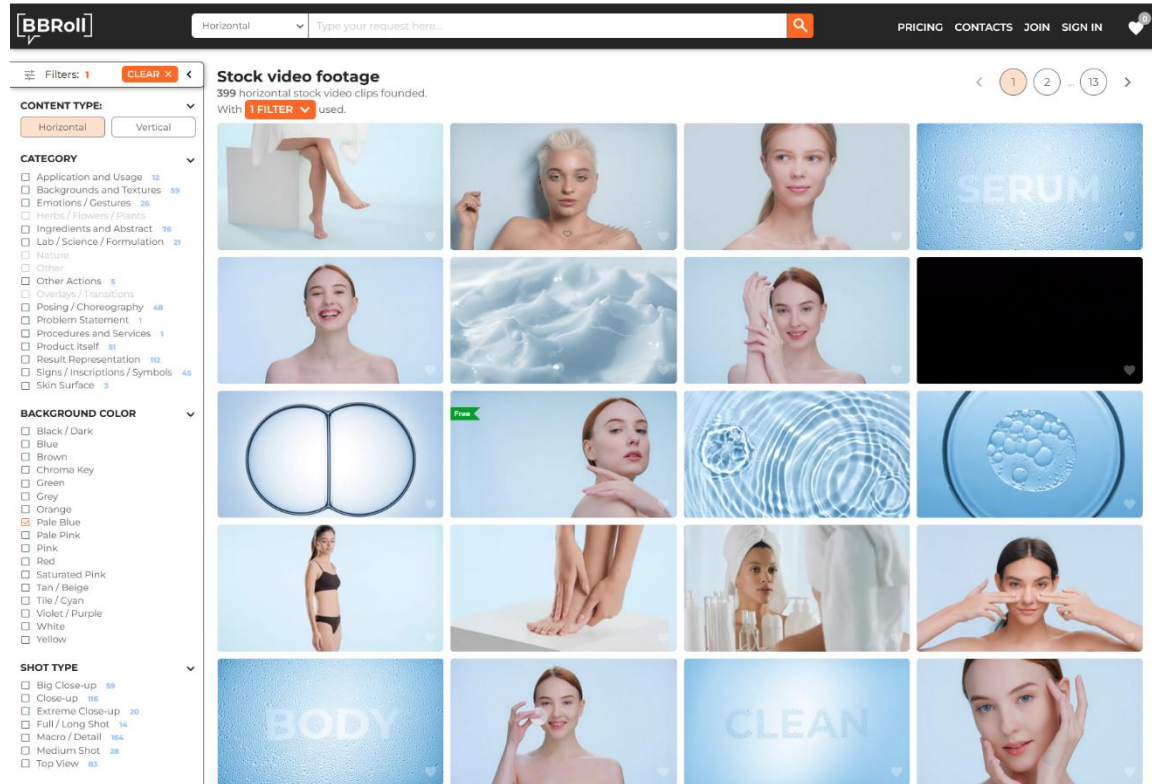 [BBRoll]
Horizontal
Type your request here...
PRICING CONTACTS JOIN SIGN IN
0
Filters: 1 CLEAR ×
CONTENT TYPE:
Horizontal Vertical
CATEGORY
Application and Usage 12
Backgrounds and Textures 59
Emotions / Gestures 26
Herbs / Flowers / Plants
Ingredients and Abstract 76
Lab / Science / Formulation 21
Nature
Other
Other Actions 5
Overlays / Transitions
Posing / Choreography 48
Problem Statement 1
Procedures and Services 1
Product itself 51
Result Representation 112
Signs / Inscriptions / Symbols 45
Skin Surface 3
BACKGROUND COLOR
Black / Dark
Blue
Brown
Chroma Key
Green
Grey
Orange
Pale Blue
Pale Pink
Pink
Red
Saturated Pink
Tan / Beige
Tile / Cyan
Violet / Purple
White
Yellow
SHOT TYPE
Big Close-up 59
Close-up 116
Extreme Close-up 20
Full / Long Shot 14
Macro / Detail 164
Medium Shot 28
Top View 83
Stock video footage
399 horizontal stock video clips founded.
With 1 FILTER used.
1 2 ... 13
SERUM
Free
BODY
CLEAN